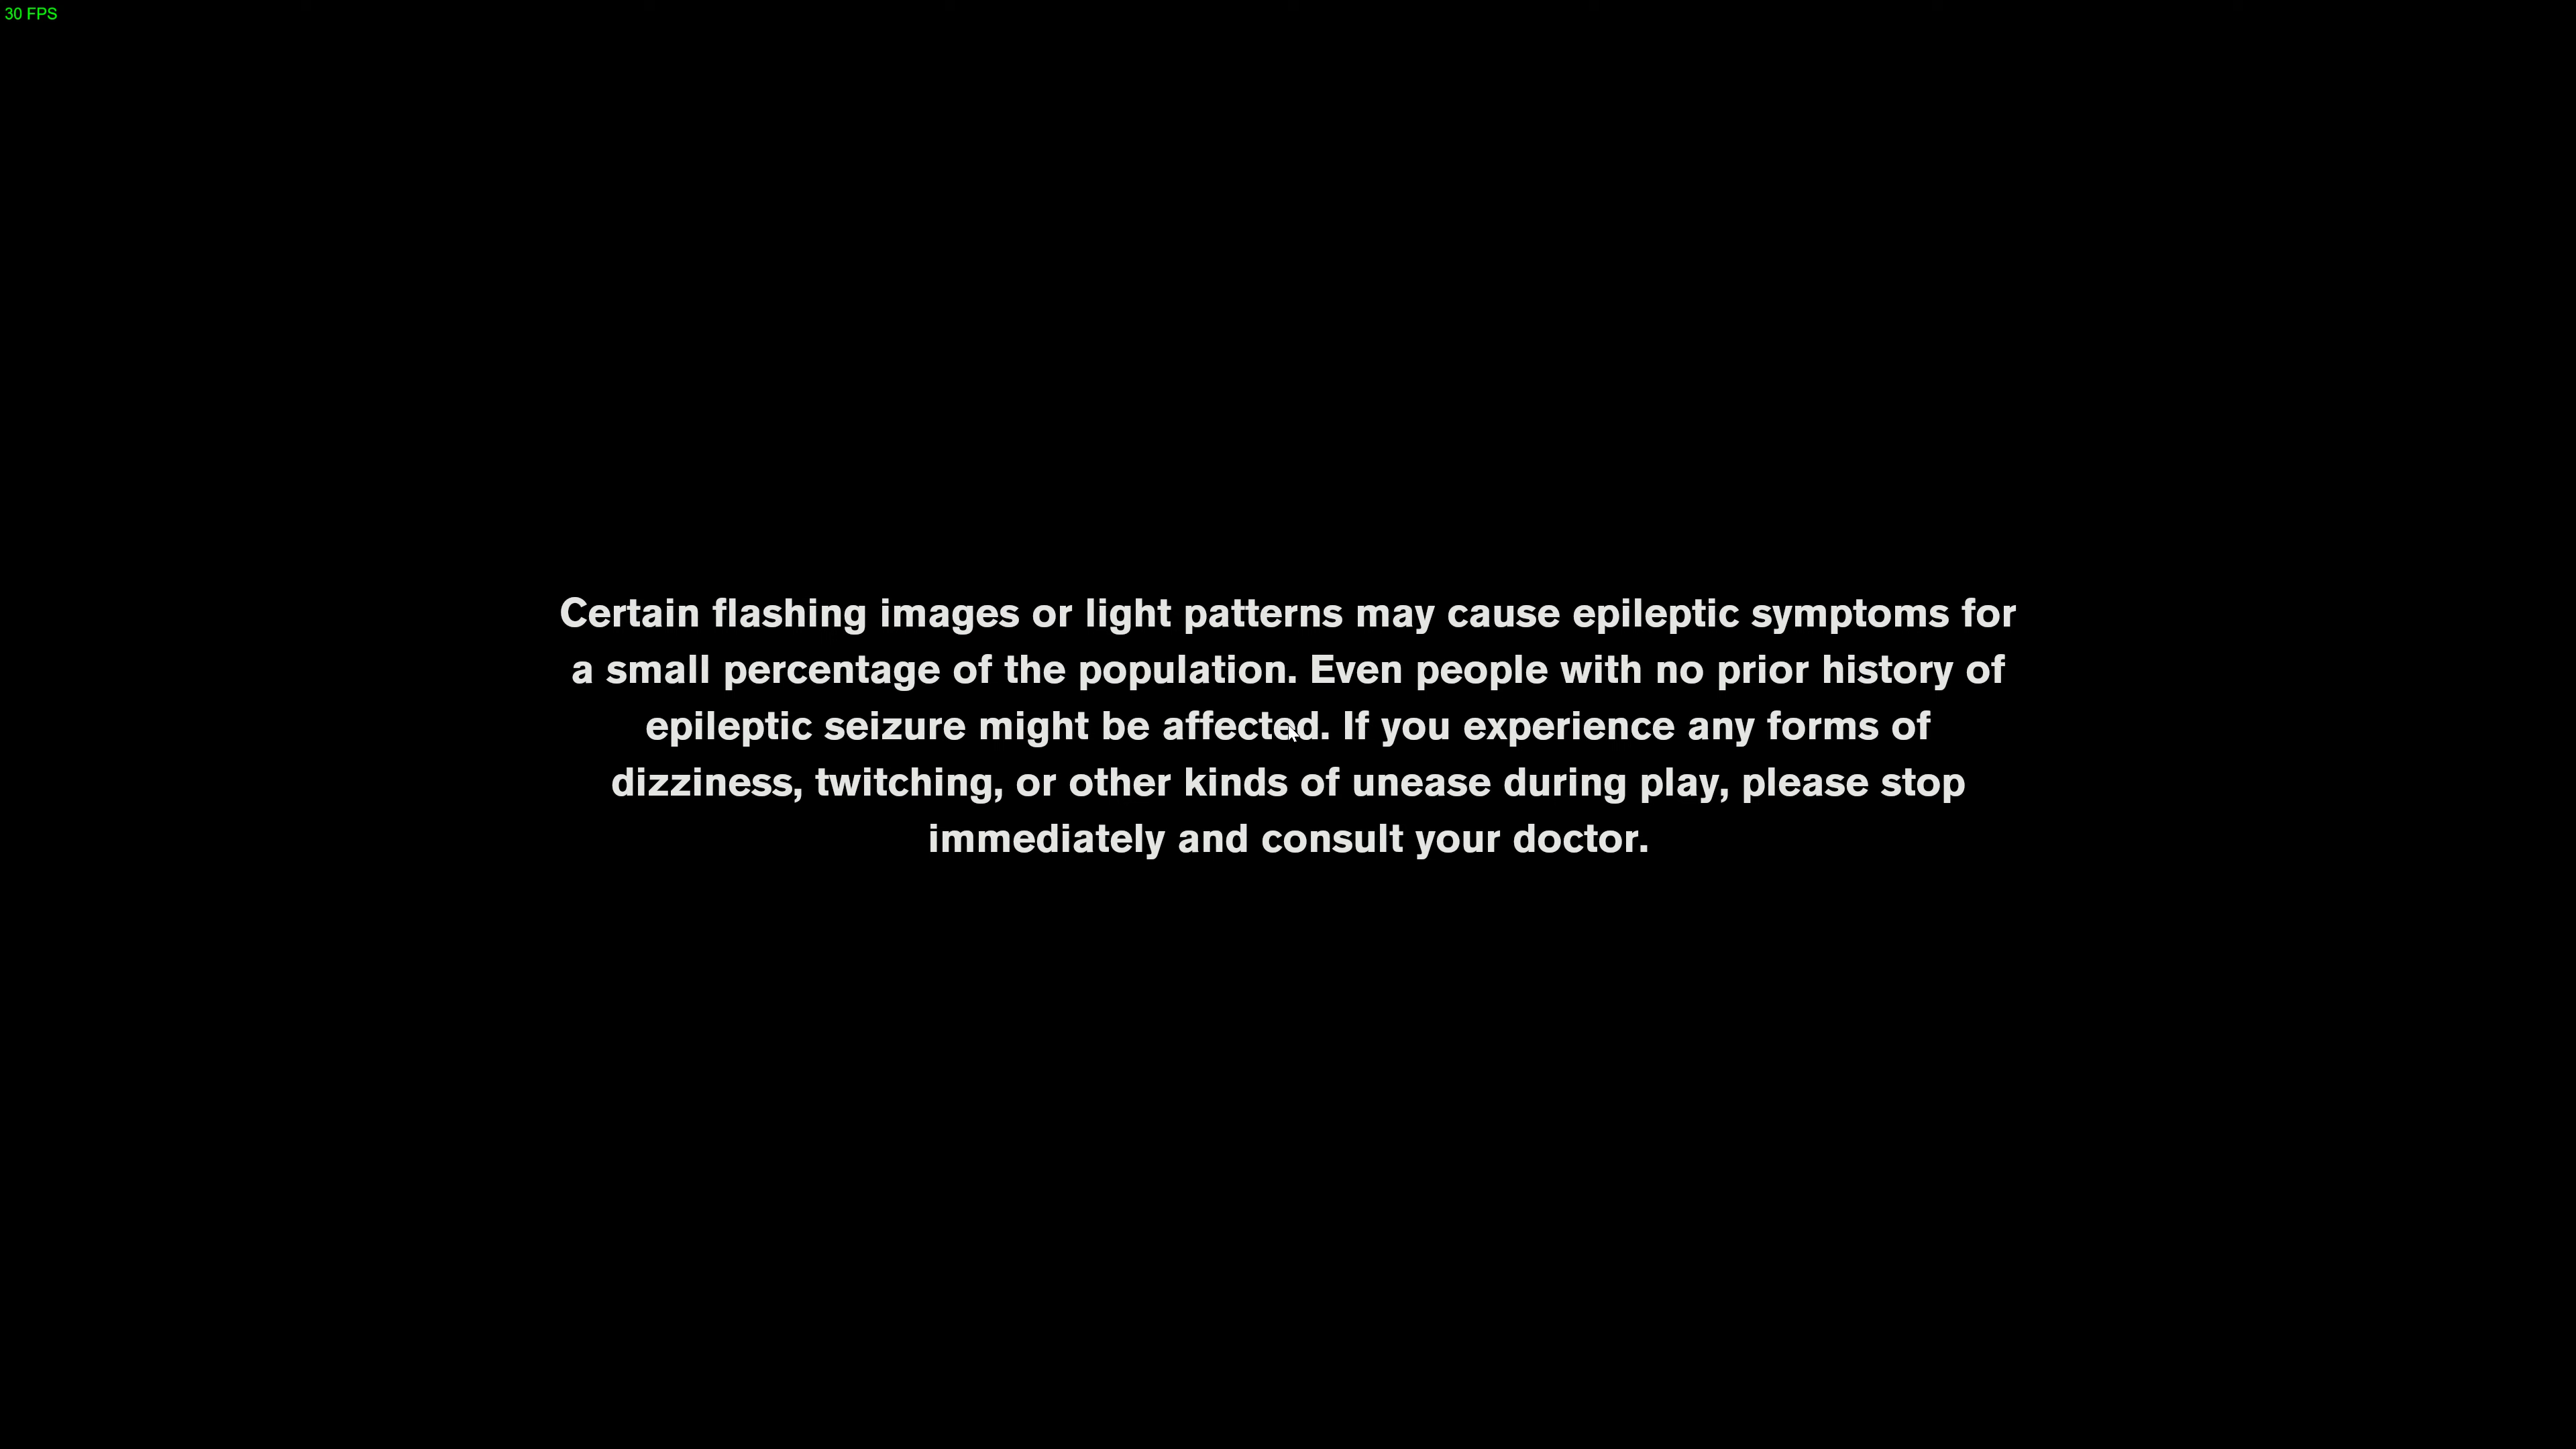 30 FPS
Certain flashing images or light patterns may cause epileptic symptoms for
a small percentage of the population. Even people with no prior history of
epileptic seizure might be affected. If you experience any forms of
dizziness, twitching, or other kinds of unease during play, please stop
immediately and consult your doctor.